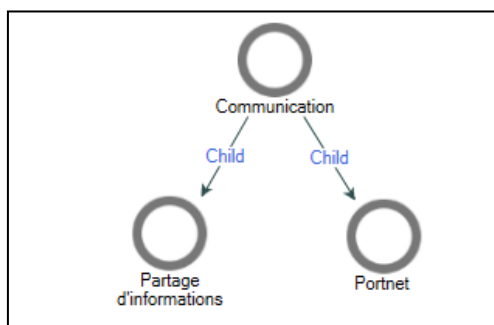 Communication
Child
Child
Partage
d'informations
Portnet